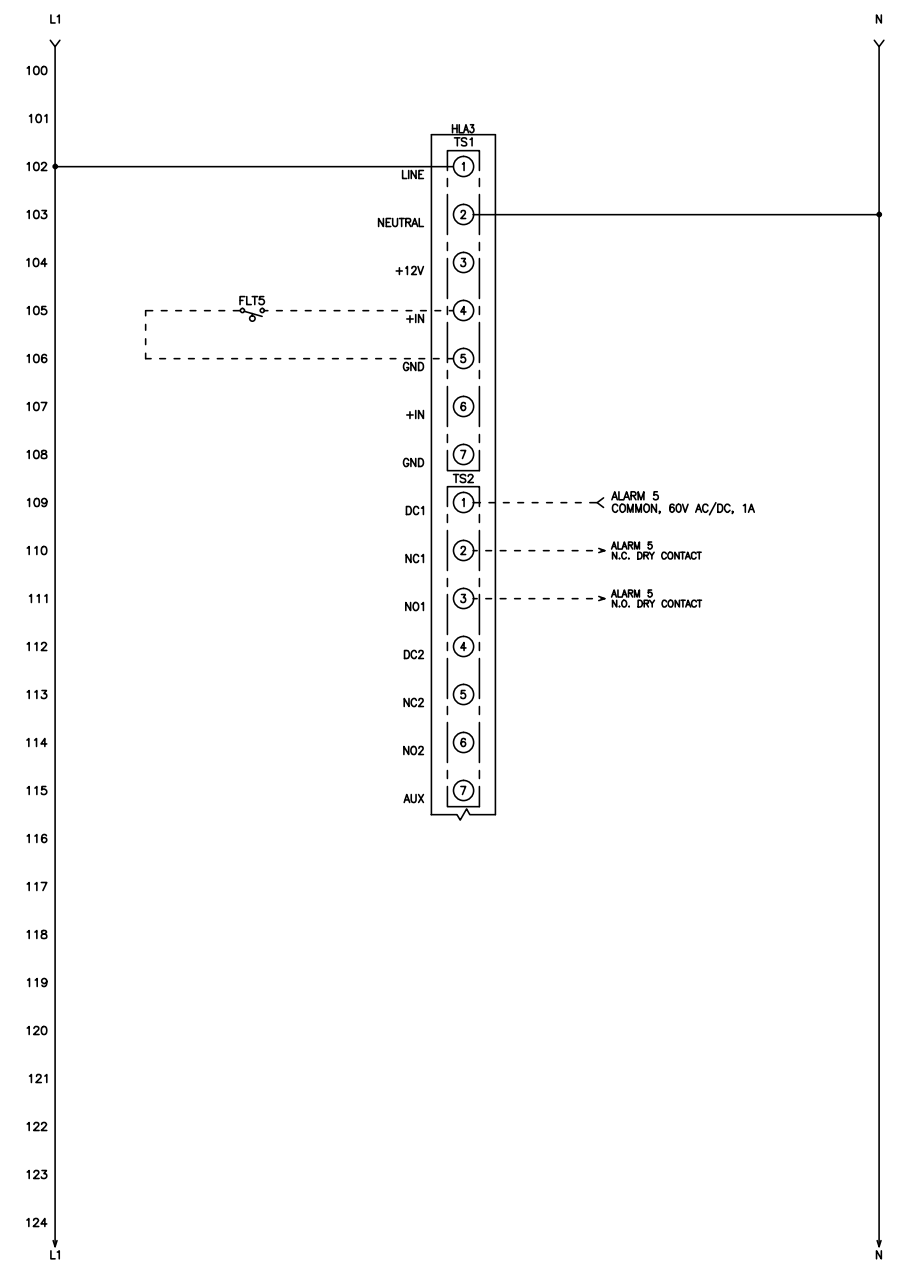 L1 N
100
101
HLA3
TS1
102 1
LINE
103 2
NEUTRAL
104 3
+12V
FLT5
105 4
+IN
106 5
GND
107 6
+IN
108 7
GND
TS2
109 1 ALARM 5
DC1 COMMON, 60V AC/DC, 1A
110 2 ALARM 5
NC1 N.C. DRY CONTACT
111 3 ALARM 5
NO1 N.O. DRY CONTACT
112 4
DC2
113 5
NC2
114 6
NO2
115 7
AUX
116
117
118
119
120
121
122
123
124
L1 N